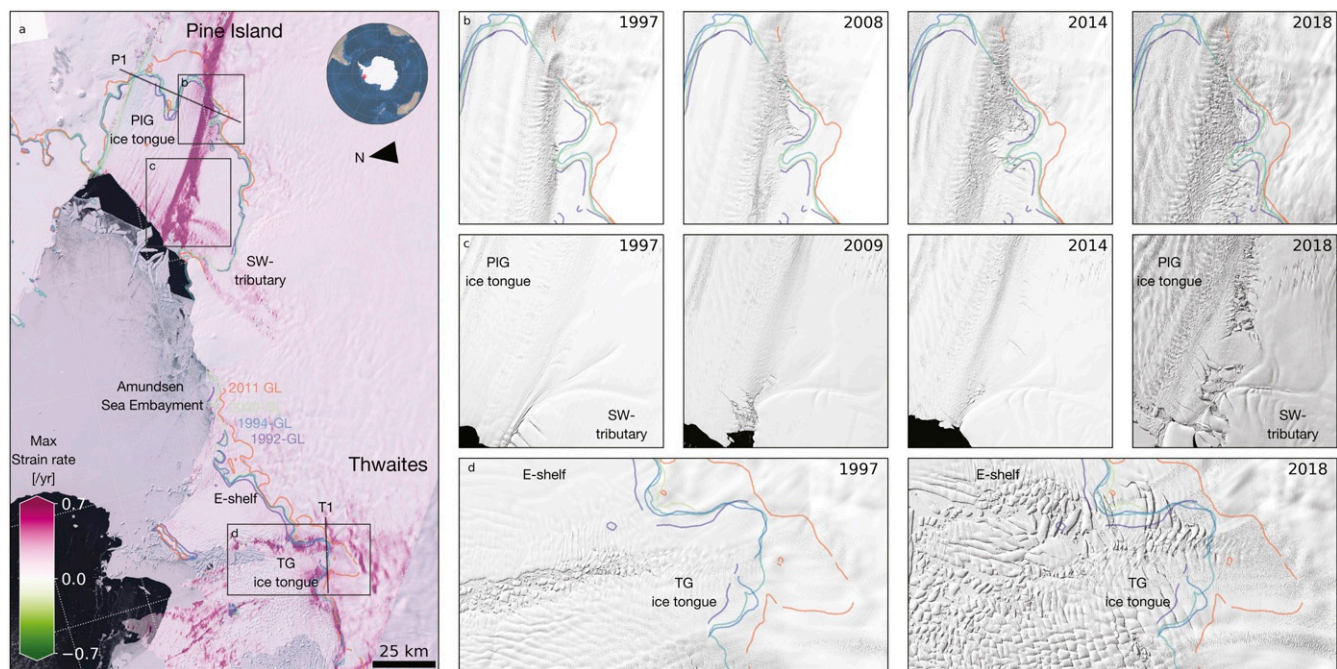 a
Pine Island
P1
b
PIG
ice tongue
N
c
SW-
tributary
Amundsen
Sea Embayment
2011 GL
1994-GL
1992-GL
Max
Strain rate
[/yr]
Thwaites
E-shelf
0.7
T1
d
TG
ice tongue
0.0
−0.7
25 km
b
1997
2008
2014
2018
c
1997
PIG
ice tongue
SW-
tributary
2009
2014
2018
PIG
ice tongue
SW-
tributary
d
E-shelf
1997
TG
ice tongue
E-shelf
2018
TG
ice tongue